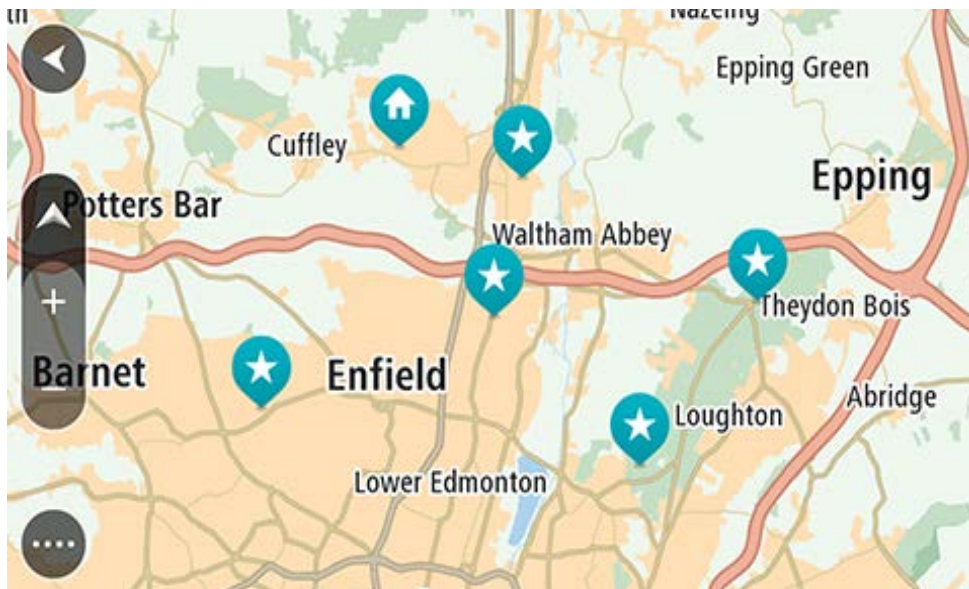 Nazeing
Epping Green
Cuffley
Epping
Potters Bar
Waltham Abbey
Theydon Bois
Barnet
Enfield
Abridge
Loughton
Lower Edmonton